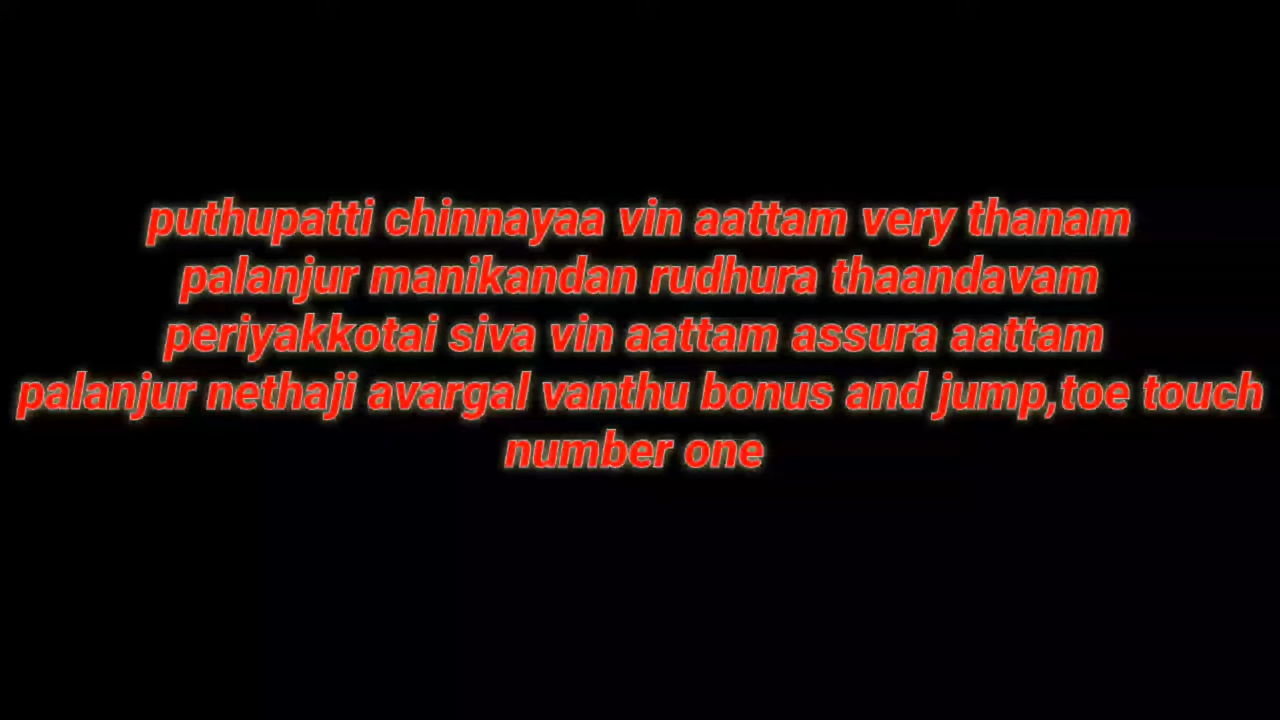 puthupatti chinnayaa vin aattam very thanam
palanjur manikandan rudhura thaandavam
periyakkotai siva vin aattam assura aattam
palanjur nethaji avargal vanthu bonus and jump,toe touch
number one